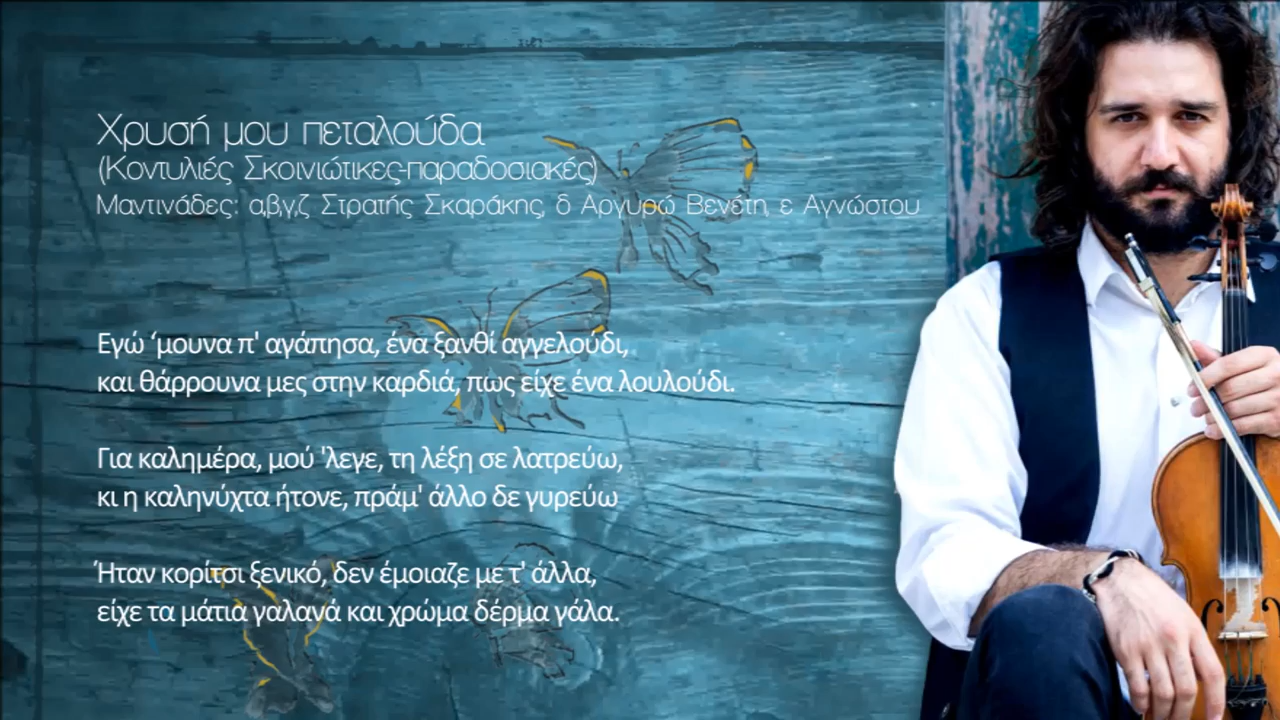 Χρυσή μου πεταλούδα
(Κοντυλιές Σκοινιώτικες-παραδοσιακές)
Μαντινάδες: α,β,γ,ζ Στρατής Σκαράκης, δ Αργυρώ Βενέτη, ε Αγνώστου
Εγώ ‘μουνα π' αγάπησα, ένα ξανθί αγγελούδι,
και θάρρουνα μες στην καρδιά, πως είχε ένα λουλούδι.
Για καλημέρα, μού 'λεγε, τη λέξη σε λατρεύω,
κι η καληνύχτα ήτονε, πράμ' άλλο δε γυρεύω
Ήταν κορίτσι ξενικό, δεν έμοιαζε με τ' άλλα,
είχε τα μάτια γαλανά και χρώμα δέρμα γάλα.